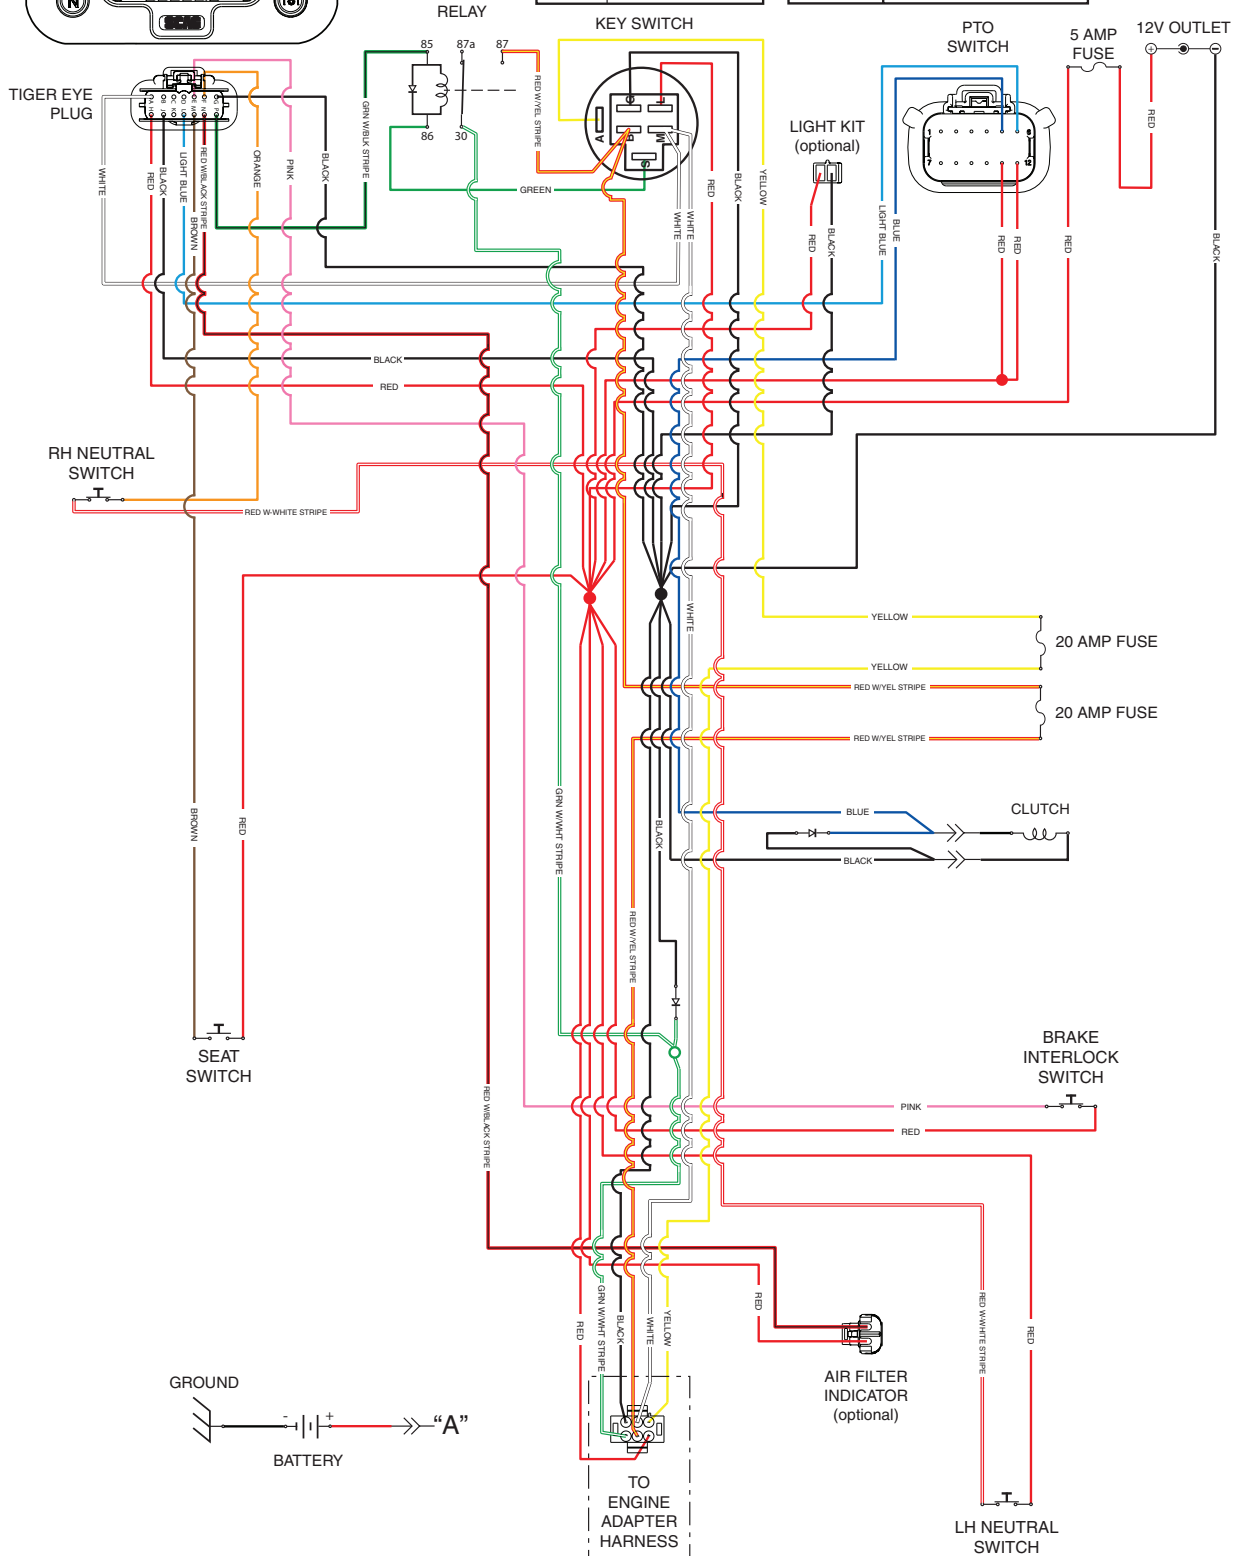 RELAY
KEY SWITCH
PTO
SWITCH
5 AMP
FUSE
12V OUTLET
N
85
87a
87
86
30
TIGER EYE
PLUG
LIGHT KIT
(optional)
A
B
S
1
6
7
12
GRN W/BLK STRIPE
RED W/YEL STRIPE
GREEN
WHITE
RED
BLACK
LIGHT BLUE
BROWN
RED W/BLACK STRIPE
ORANGE
PINK
BLACK
WHITE
WHITE
RED
BLACK
YELLOW
RED
BLACK
LIGHT BLUE
BLUE
RED
RED
RED
RED
BLACK
BLACK
RED
RH NEUTRAL
SWITCH
RED W-WHITE STRIPE
WHITE
YELLOW
20 AMP FUSE
YELLOW
RED W/YEL STRIPE
20 AMP FUSE
RED W/YEL STRIPE
BROWN
RED
GRN W/WHT STRIPE
BLACK
BLUE
CLUTCH
BLACK
RED W/YEL STRIPE
SEAT
SWITCH
BRAKE
INTERLOCK
SWITCH
RED W/BLACK STRIPE
PINK
RED
RED
GRN W/WHT STRIPE
BLACK
WHITE
YELLOW
RED
RED W-WHITE STRIPE
RED
AIR FILTER
INDICATOR
(optional)
GROUND
-
+
"A"
BATTERY
TO
ENGINE
ADAPTER
HARNESS
LH NEUTRAL
SWITCH